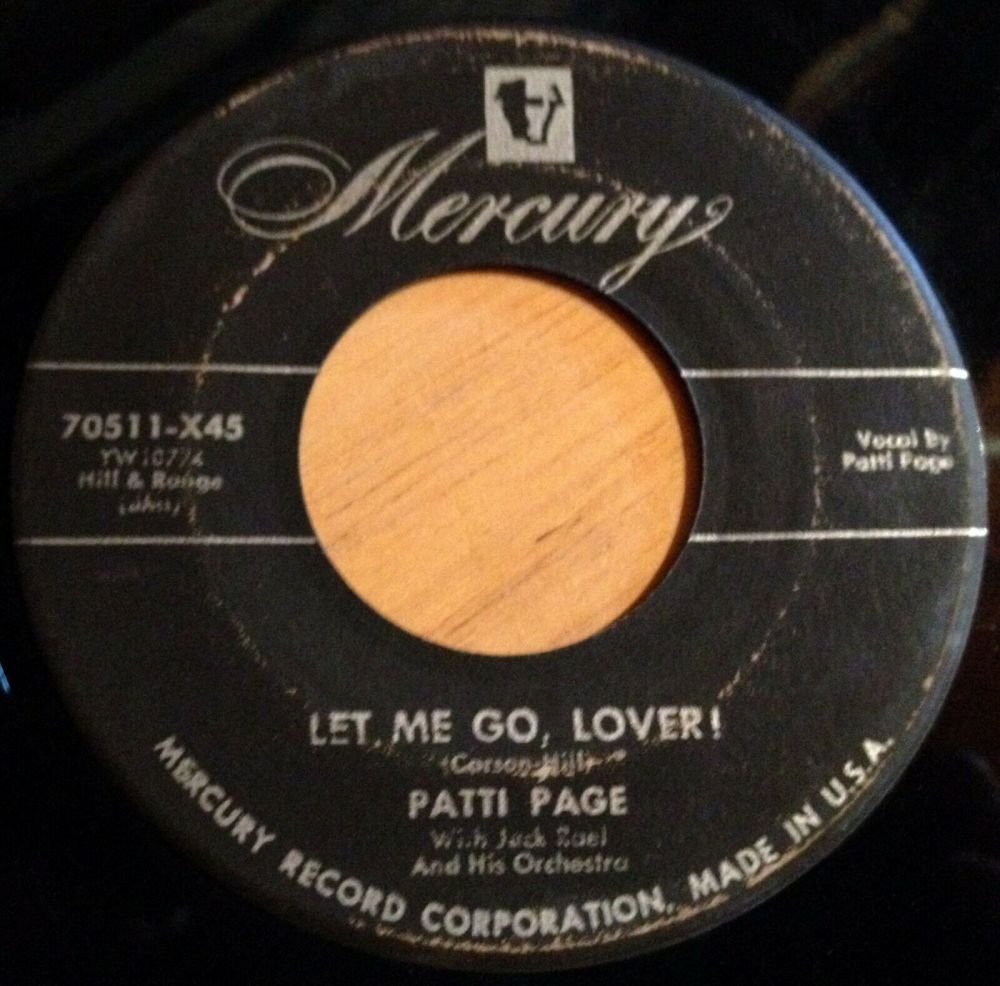 Mercury
70511-X45
Hill & Range
Vocal By
Patti Page
LET ME GO, LOVER!
(Carson-Hill)
PATTI PAGE
With Jack Rael
And His Orchestra
MERCURY RECORD CORPORATION, MADE IN U.S.A.